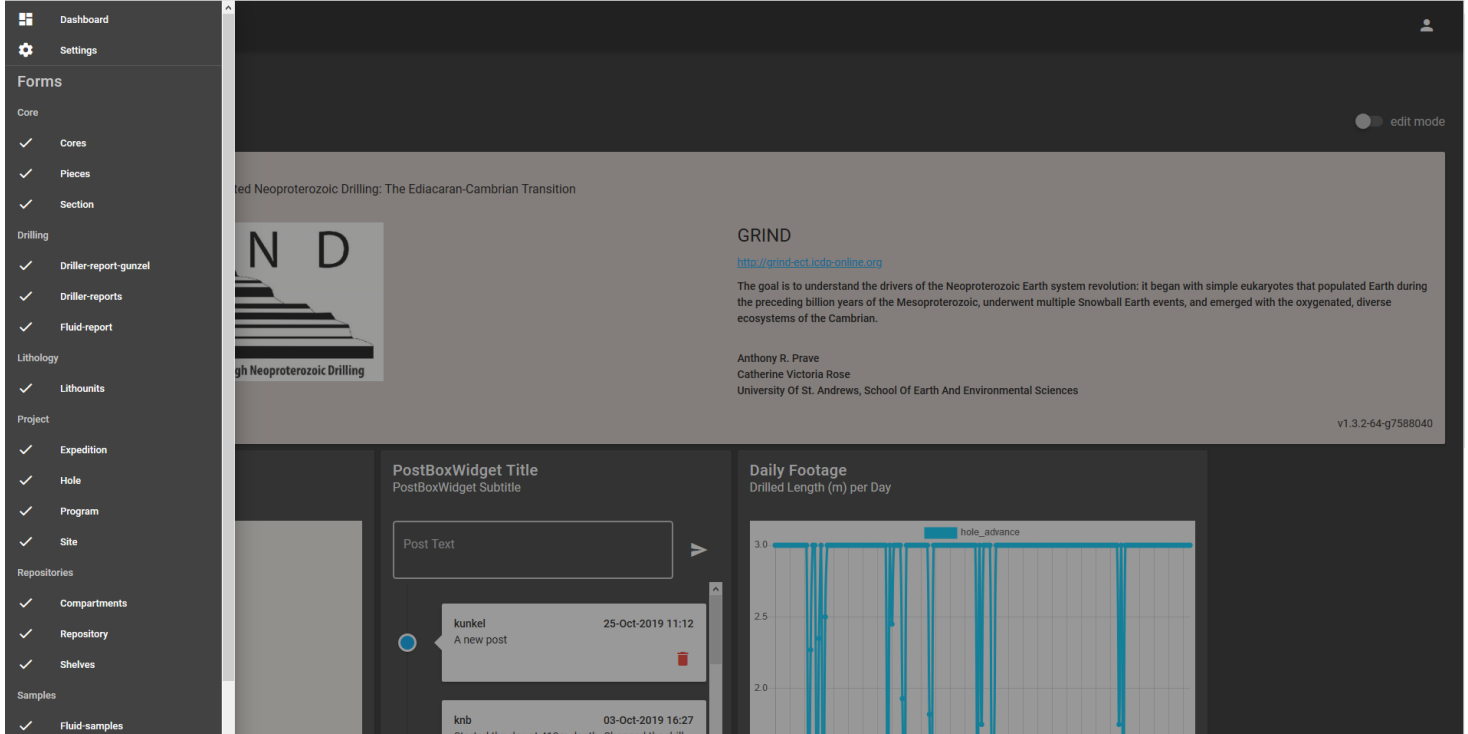 Dashboard
Settings
Forms
Core
Cores
Pieces
Section
Drilling
Driller-report-gunzel
Driller-reports
Fluid-report
Lithology
Lithounits
Project
Expedition
Hole
Program
Site
Repositories
Compartments
Repository
Shelves
Samples
Fluid-samples
edit mode
Neoproterozoic Drilling: The Ediacaran-Cambrian Transition
N D
Neoproterozoic Drilling
GRIND
http://grind-ect.icdp-online.org
The goal is to understand the drivers of the Neoproterozoic Earth system revolution: it began with simple eukaryotes that populated Earth during
the preceding billion years of the Mesoproterozoic, underwent multiple Snowball Earth events, and emerged with the oxygenated, diverse
ecosystems of the Cambrian.
Anthony R. Prave
Catherine Victoria Rose
University Of St. Andrews, School Of Earth And Environmental Sciences
v1.3.2-64-g7588040
PostBoxWidget Title
PostBoxWidget Subtitle
Post Text
kunkel 25-Oct-2019 11:12
A new post
knb 03-Oct-2019 16:27
Daily Footage
Drilled Length (m) per Day
hole_advance
3.0
2.5
2.0